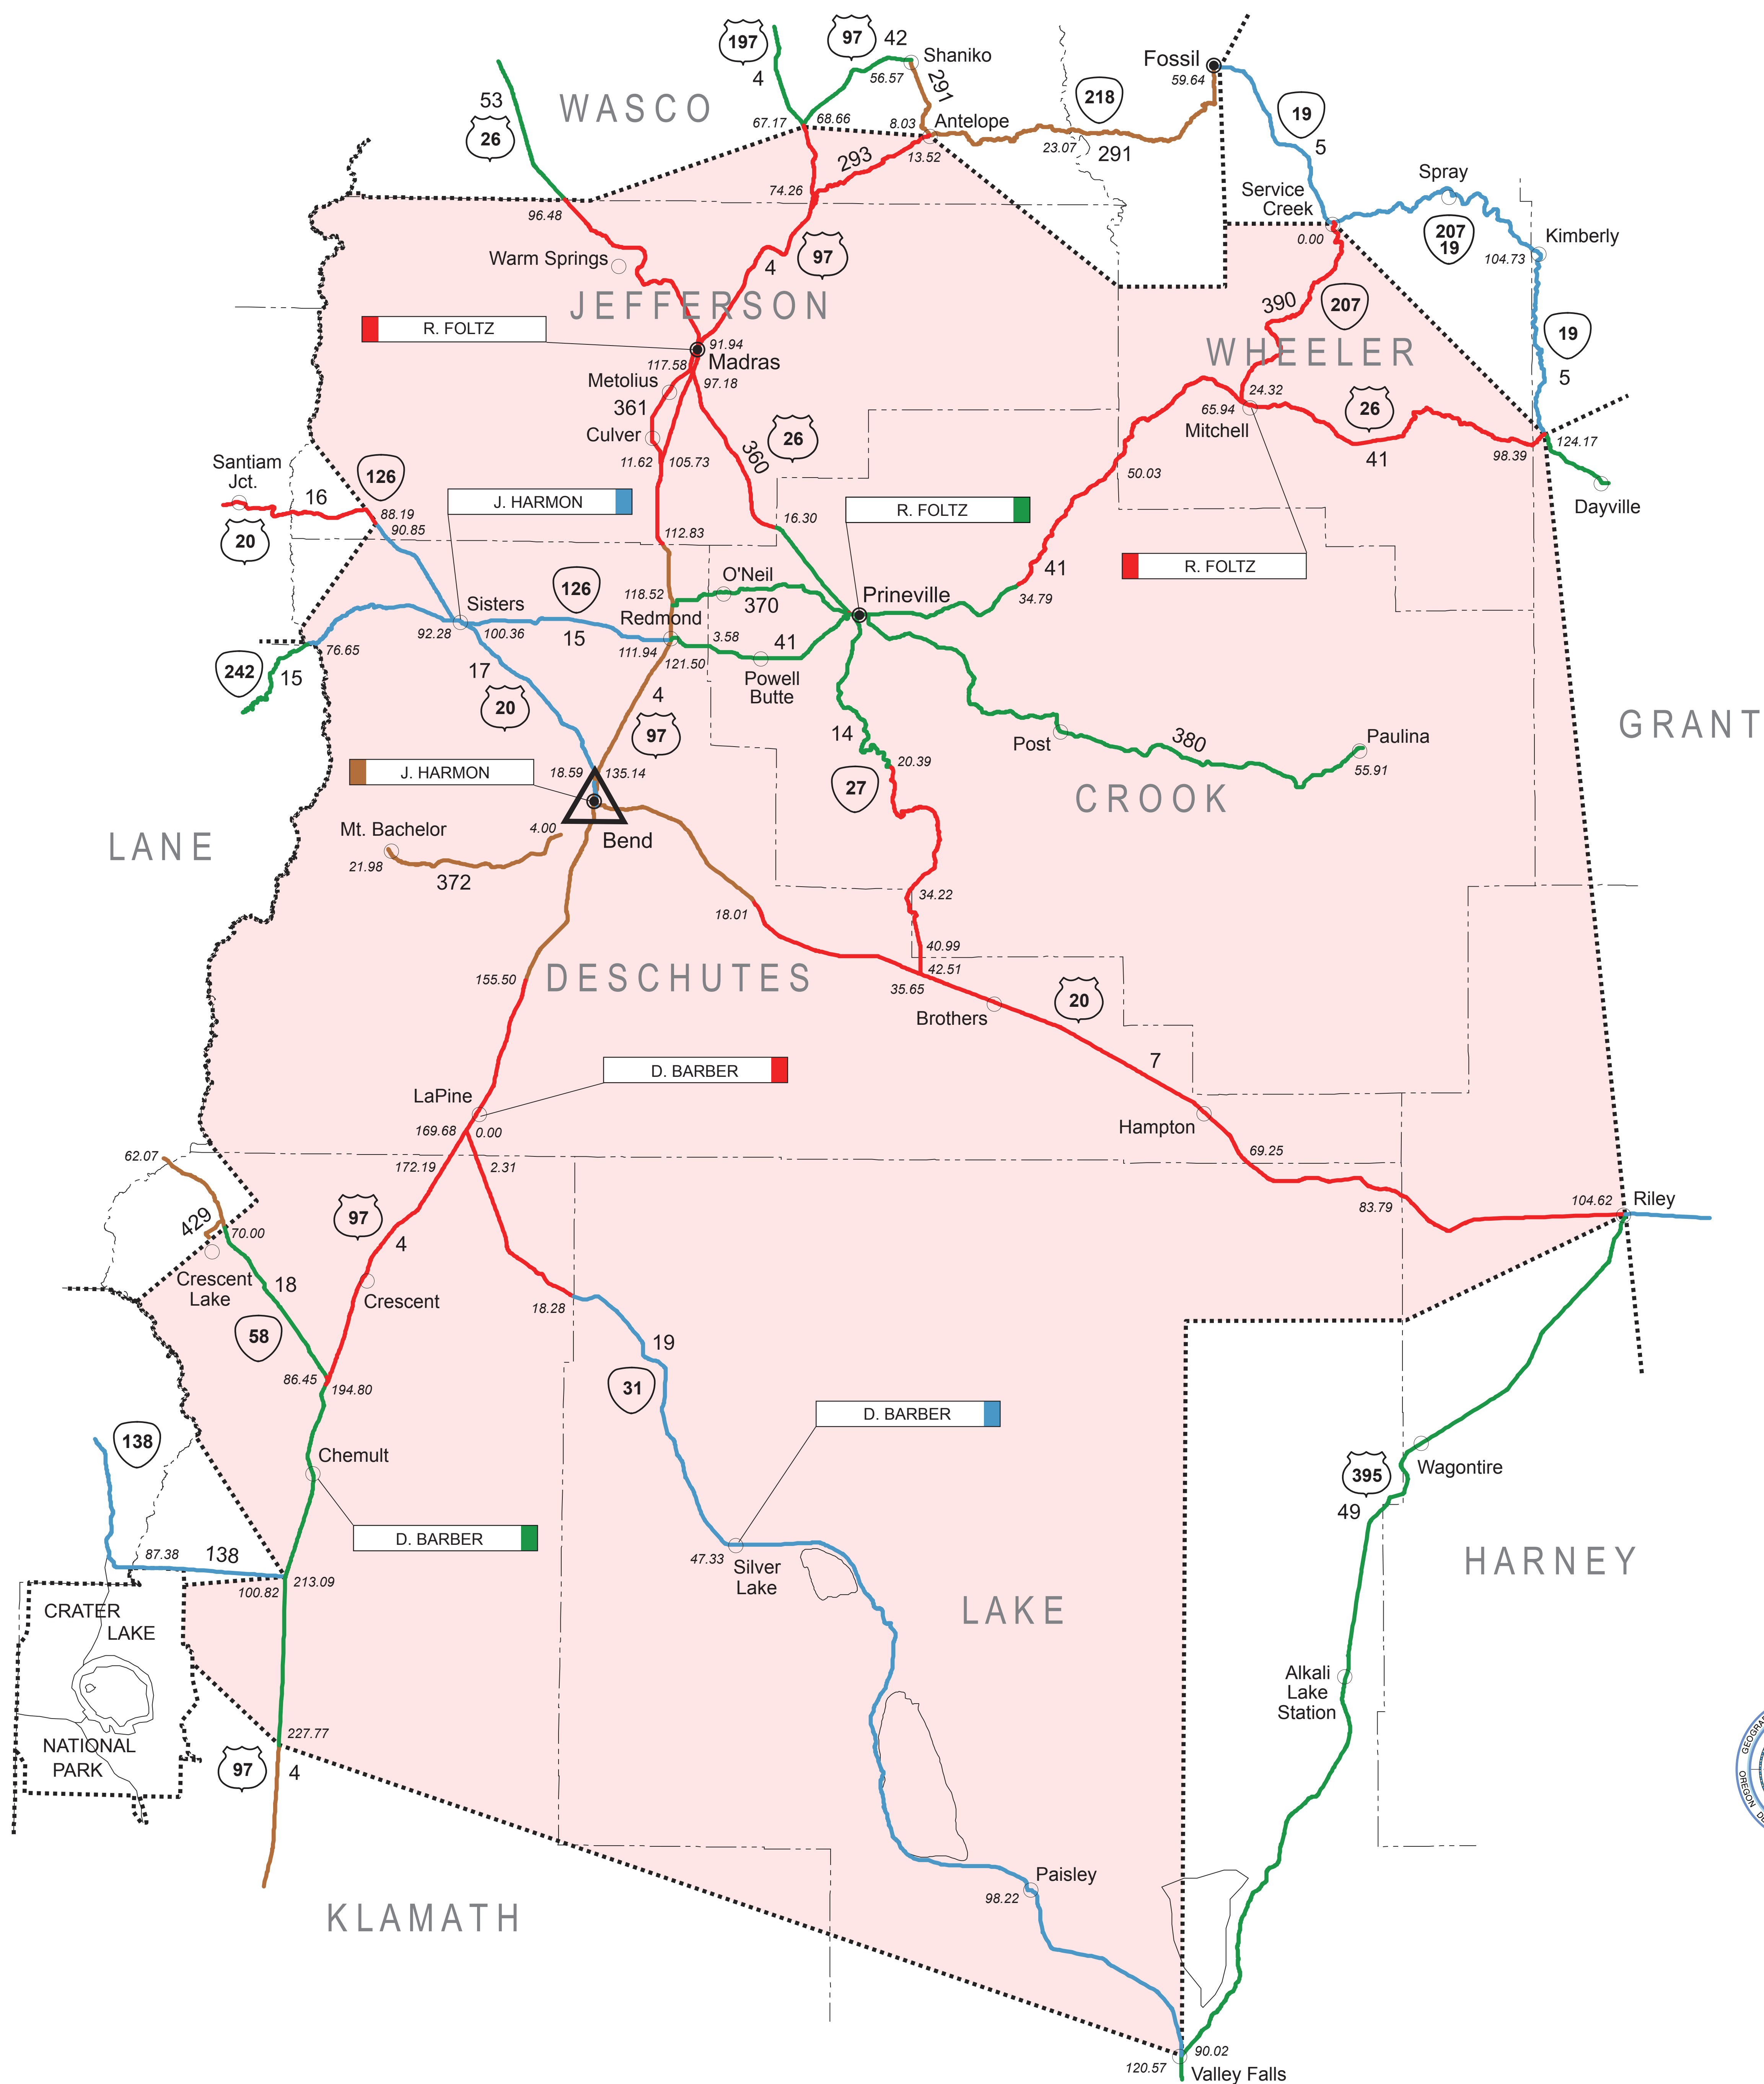 197
97
42
Shaniko
4
56.57
291
Fossil
59.64
53
WASCO
26
67.17
68.66
8.03
Antelope
218
19
5
23.07
291
13.52
293
Spray
74.26
Service
Creek
96.48
0.00
207
19
Kimberly
104.73
Warm Springs
97
4
JEFFERSON
390
207
R. FOLTZ
19
91.94
WHEELER
Madras
117.58
5
Metolius
97.18
24.32
361
65.94
26
Culver
26
Mitchell
124.17
360
98.39
41
11.62
105.73
50.03
Santiam
Jct.
126
16
J. HARMON
R. FOLTZ
Dayville
88.19
16.30
90.85
20
112.83
R. FOLTZ
41
O'Neil
126
118.52
370
Prineville
34.79
Sisters
Redmond
92.28
100.36
15
3.58
41
111.94
76.65
121.50
242
15
17
Powell
Butte
4
20
97
14
Post
380
Paulina
GRANT
20.39
55.91
J. HARMON
18.59
135.14
27
CROOK
Mt. Bachelor
4.00
Bend
LANE
21.98
372
34.22
18.01
40.99
155.50
DESCHUTES
42.51
35.65
20
Brothers
7
D. BARBER
LaPine
Hampton
169.68
0.00
69.25
62.07
172.19
2.31
104.62
Riley
83.79
97
429
70.00
4
Crescent
Lake
18
Crescent
18.28
58
19
86.45
194.80
31
D. BARBER
138
Chemult
Wagontire
395
49
D. BARBER
87.38
138
47.33
Silver
Lake
HARNEY
213.09
100.82
CRATER
LAKE
LAKE
Alkali
Lake
Station
227.77
NATIONAL
PARK
97
4
GEOGRA
OREGON
Paisley
98.22
KLAMATH
90.02
120.57
Valley Falls